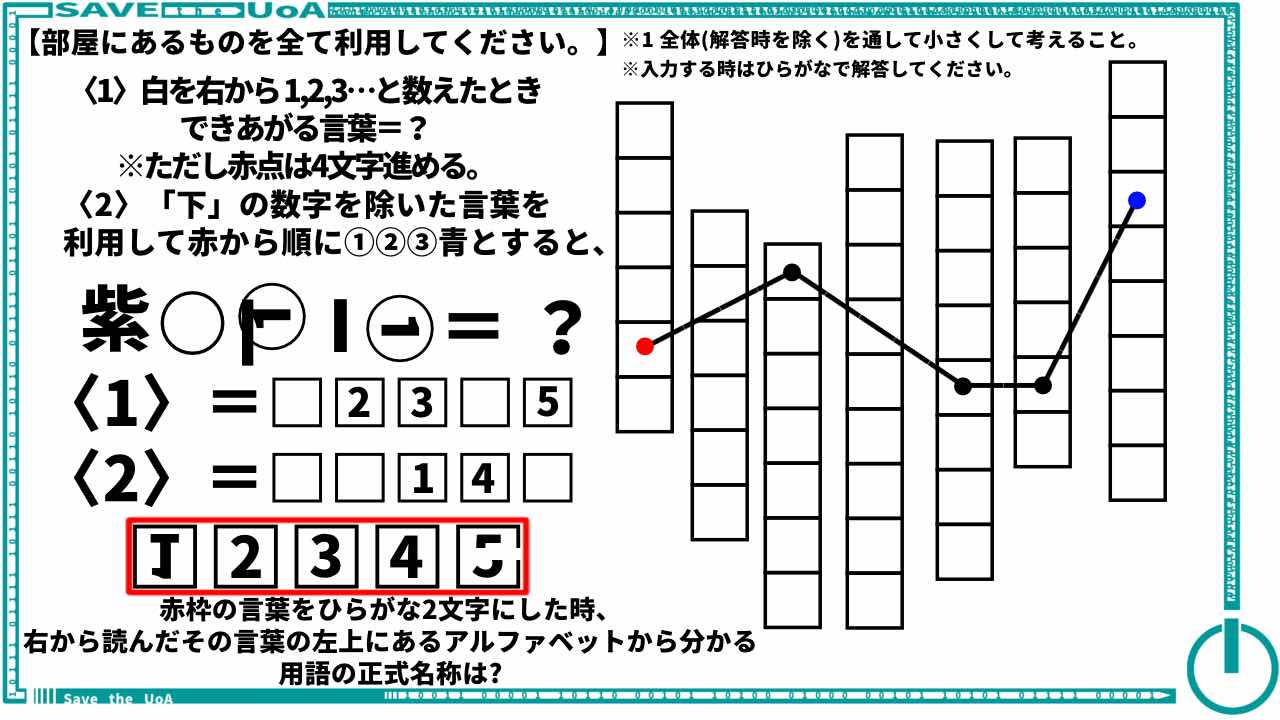 SAVE the UoA
【部屋にあるものを全て利用してください。】
※1 全体(解答時を除く)を通して小さくして考えること。
※入力する時はひらがなで解答してください。
〈1〉白を右から1,2,3…と数えたとき
できあがる言葉＝？
※ただし赤点は4文字進める。
〈2〉「下」の数字を除いた言葉を
利用して赤から順に①②③青とすると、
紫○
＝？
〈1〉＝ 2 3 5
〈2〉＝ 1 4
1 2 3 4 5
赤枠の言葉をひらがな2文字にした時、
右から読んだその言葉の左上にあるアルファベットから分かる
用語の正式名称は?
Save the UoA